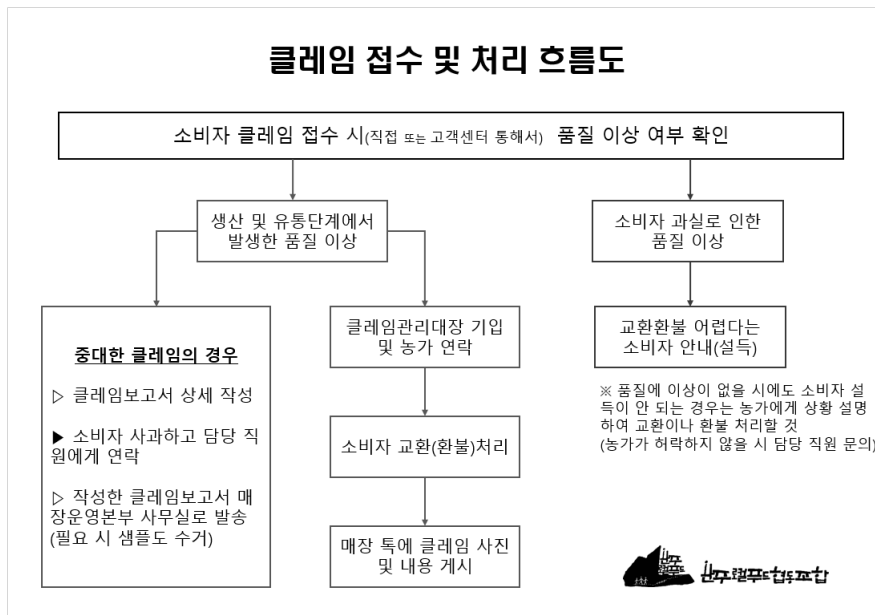 클레임 접수 및 처리 흐름도
소비자 클레임 접수 시(직접 또는 고객센터 통해서) 품질 이상 여부 확인
생산 및 유통단계에서
발생한 품질 이상
소비자 과실로 인한
품질 이상
중대한 클레임의 경우
▷ 클레임보고서 상세 작성
▶ 소비자 사과하고 담당 직
원에게 연락
▷ 작성한 클레임보고서 매
장운영본부 사무실로 발송
(필요 시 샘플도 수거)
클레임관리대장 기입
및 농가 연락
소비자 교환(환불)처리
매장 톡에 클레임 사진
및 내용 게시
교환환불 어렵다는
소비자 안내(설득)
※ 품질에 이상이 없을 시에도 소비자 설
득이 안 되는 경우는 농가에게 상황 설명
하여 교환이나 환불 처리할 것
(농가가 허락하지 않을 시 담당 직원 문의)
완주로컬푸드협동조합